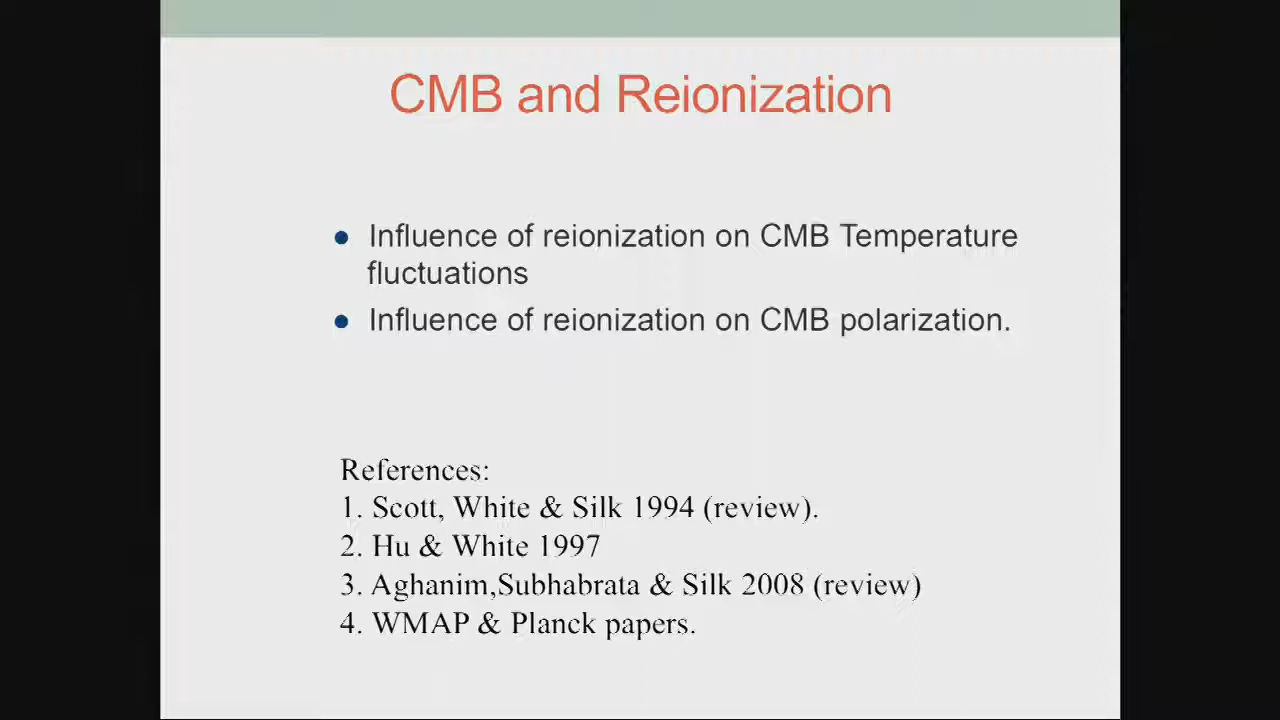 CMB and Reionization
● Influence of reionization on CMB Temperature
fluctuations
● Influence of reionization on CMB polarization.
References:
1. Scott, White & Silk 1994 (review).
2. Hu & White 1997
3. Aghanim,Subhabrata & Silk 2008 (review)
4. WMAP & Planck papers.